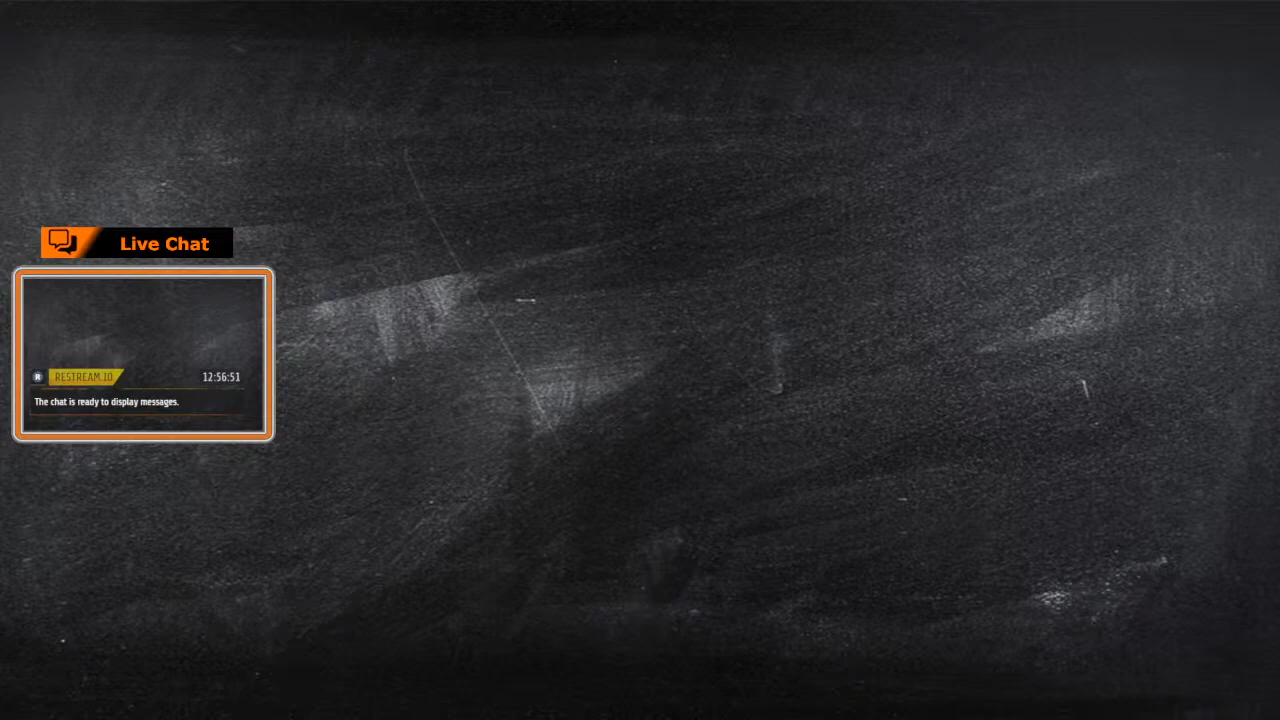 Live Chat
R RESTREAM.IO 12:56:51
The chat is ready to display messages.